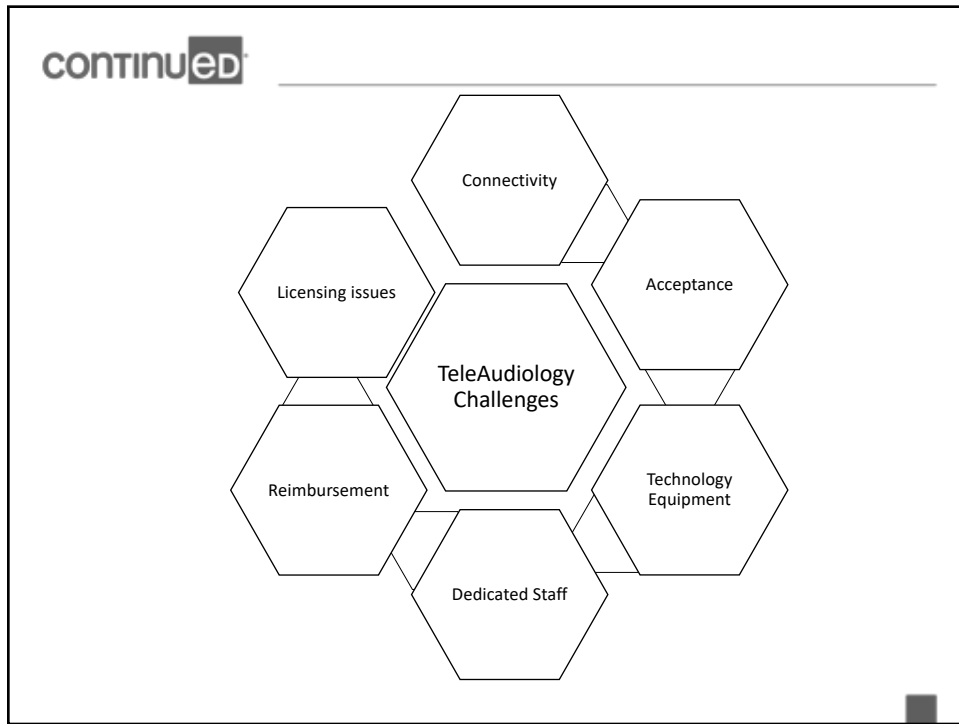 continued
Connectivity
Acceptance
Licensing issues
TeleAudiology
Challenges
Technology
Equipment
Reimbursement
Dedicated Staff